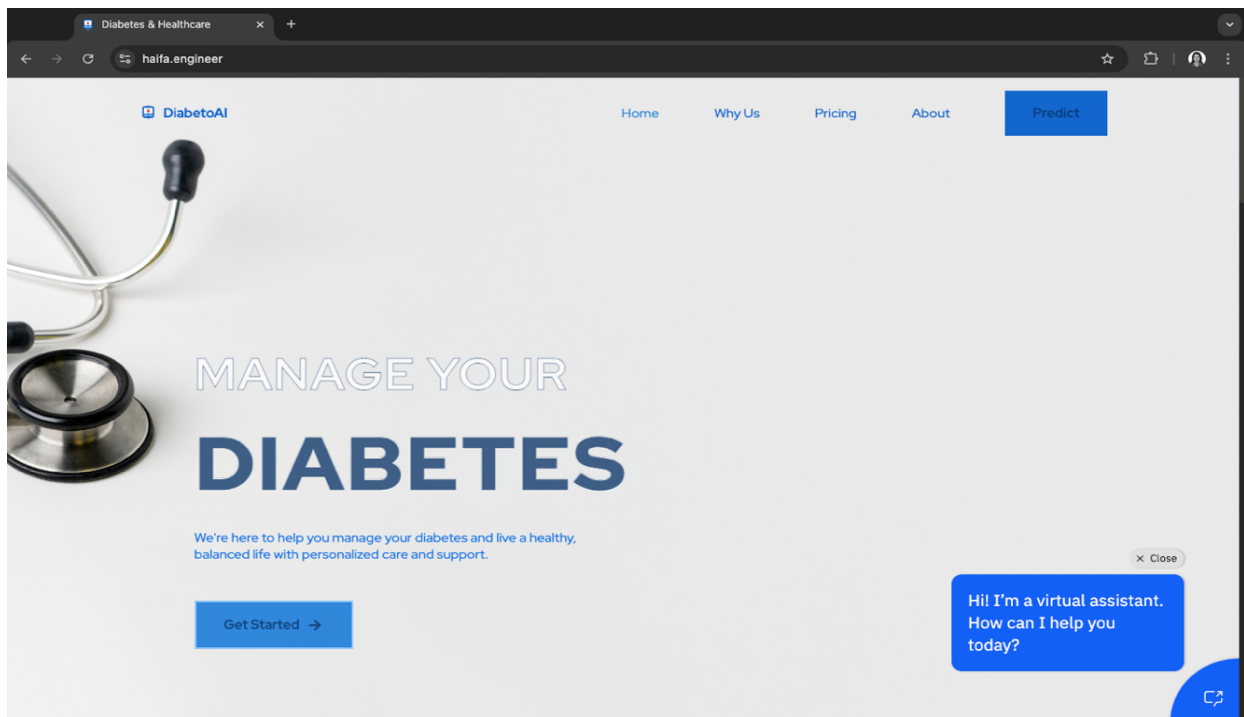 Diabetes & Healthcare
haifa.engineer
DiabetoAI
Home
Why Us
Pricing
About
Predict
MANAGE YOUR
DIABETES
We're here to help you manage your diabetes and live a healthy,
balanced life with personalized care and support.
Get Started
Close
Hi! I'm a virtual assistant.
How can I help you
today?